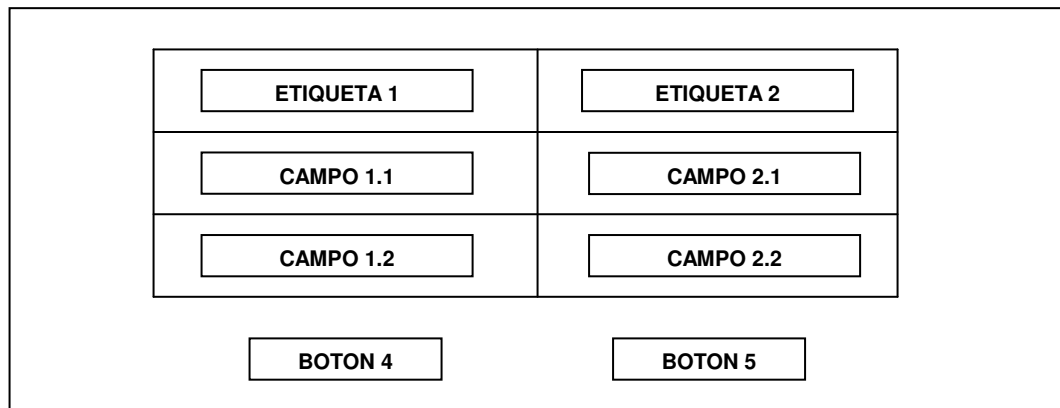 ETIQUETA 1 ETIQUETA 2
CAMPO 1.1 CAMPO 2.1
CAMPO 1.2 CAMPO 2.2
BOTON 4 BOTON 5